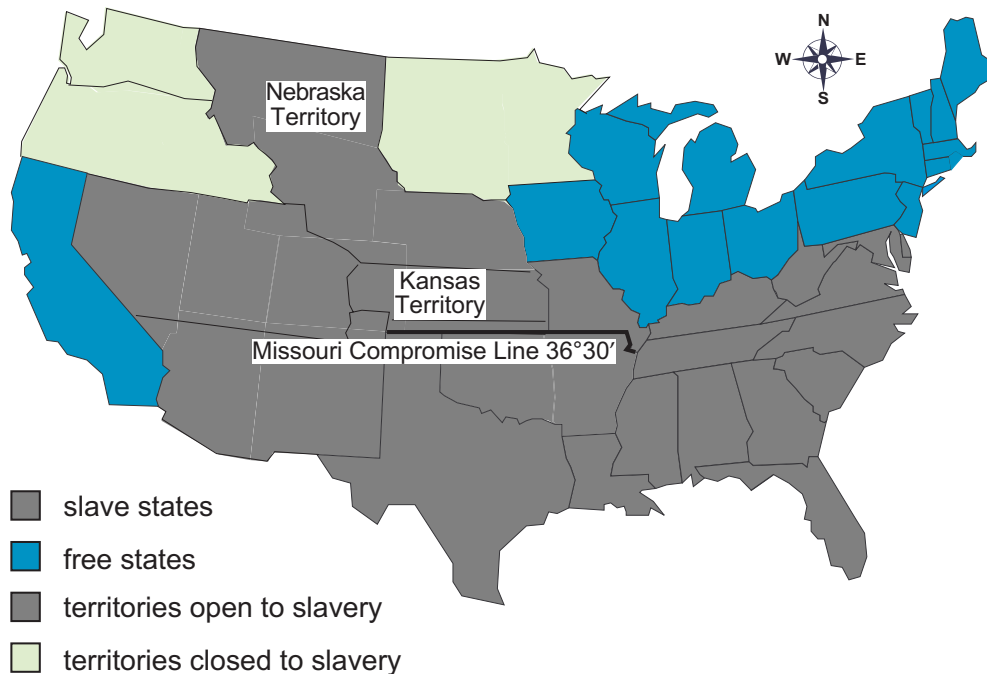 N
W E
S
Nebraska
Territory
Kansas
Territory
Missouri Compromise Line 36°30′
slave states
free states
territories open to slavery
territories closed to slavery